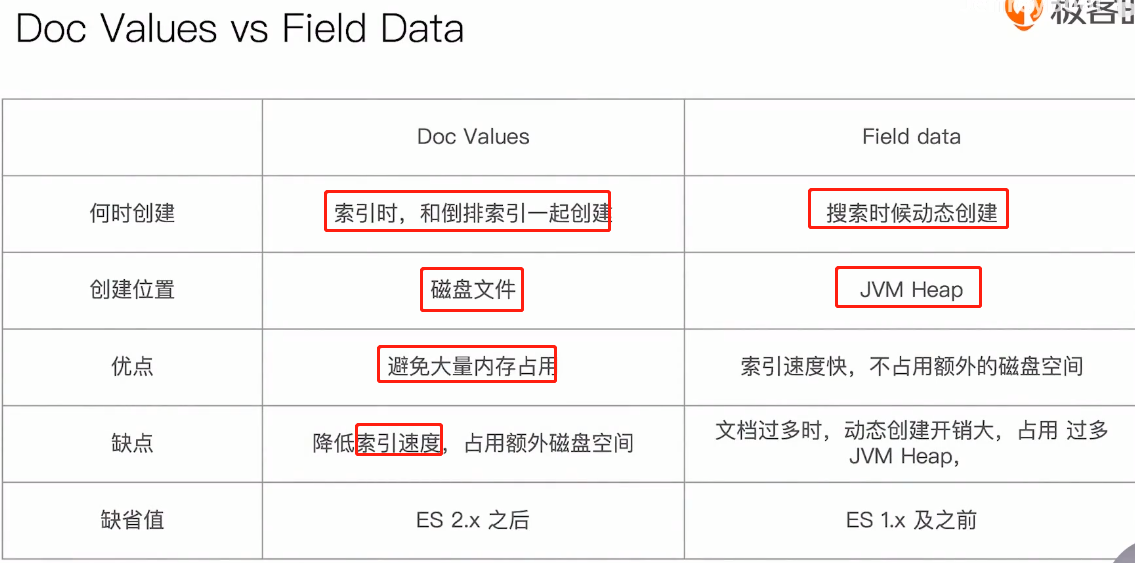 Doc Values vs Field Data
极客时
Doc Values
Field data
何时创建
索引时，和倒排索引一起创建
搜索时候动态创建
创建位置
磁盘文件
JVM Heap
优点
避免大量内存占用
索引速度快，不占用额外的磁盘空间
缺点
降低索引速度，占用额外磁盘空间
文档过多时，动态创建开销大，占用 过多
JVM Heap，
缺省值
ES 2.x 之后
ES 1.x 及之前